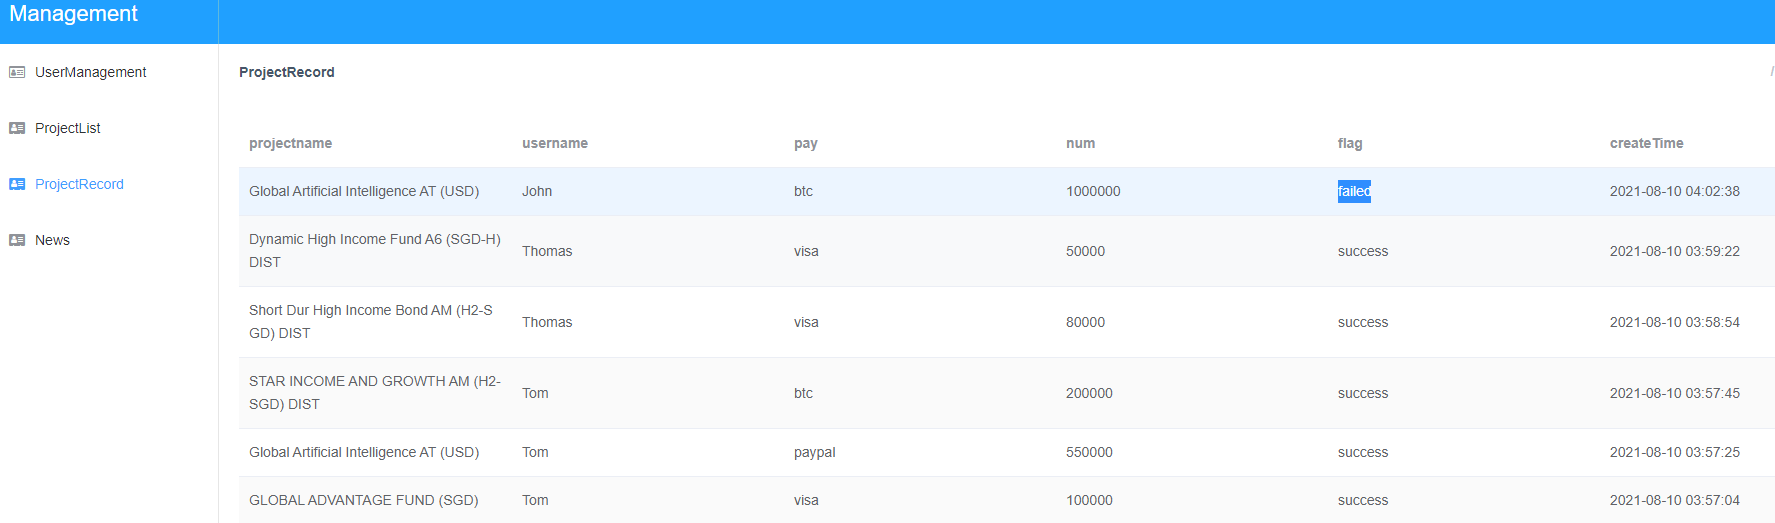 Management
UserManagement
ProjectList
ProjectRecord
News
ProjectRecord
/
projectname username pay num flag createTime
Global Artificial Intelligence AT (USD) John btc 1000000 failed 2021-08-10 04:02:38
Dynamic High Income Fund A6 (SGD-H)
DIST Thomas visa 50000 success 2021-08-10 03:59:22
Short Dur High Income Bond AM (H2-S
GD) DIST Thomas visa 80000 success 2021-08-10 03:58:54
STAR INCOME AND GROWTH AM (H2-
SGD) DIST Tom btc 200000 success 2021-08-10 03:57:45
Global Artificial Intelligence AT (USD) Tom paypal 550000 success 2021-08-10 03:57:25
GLOBAL ADVANTAGE FUND (SGD) Tom visa 100000 success 2021-08-10 03:57:04